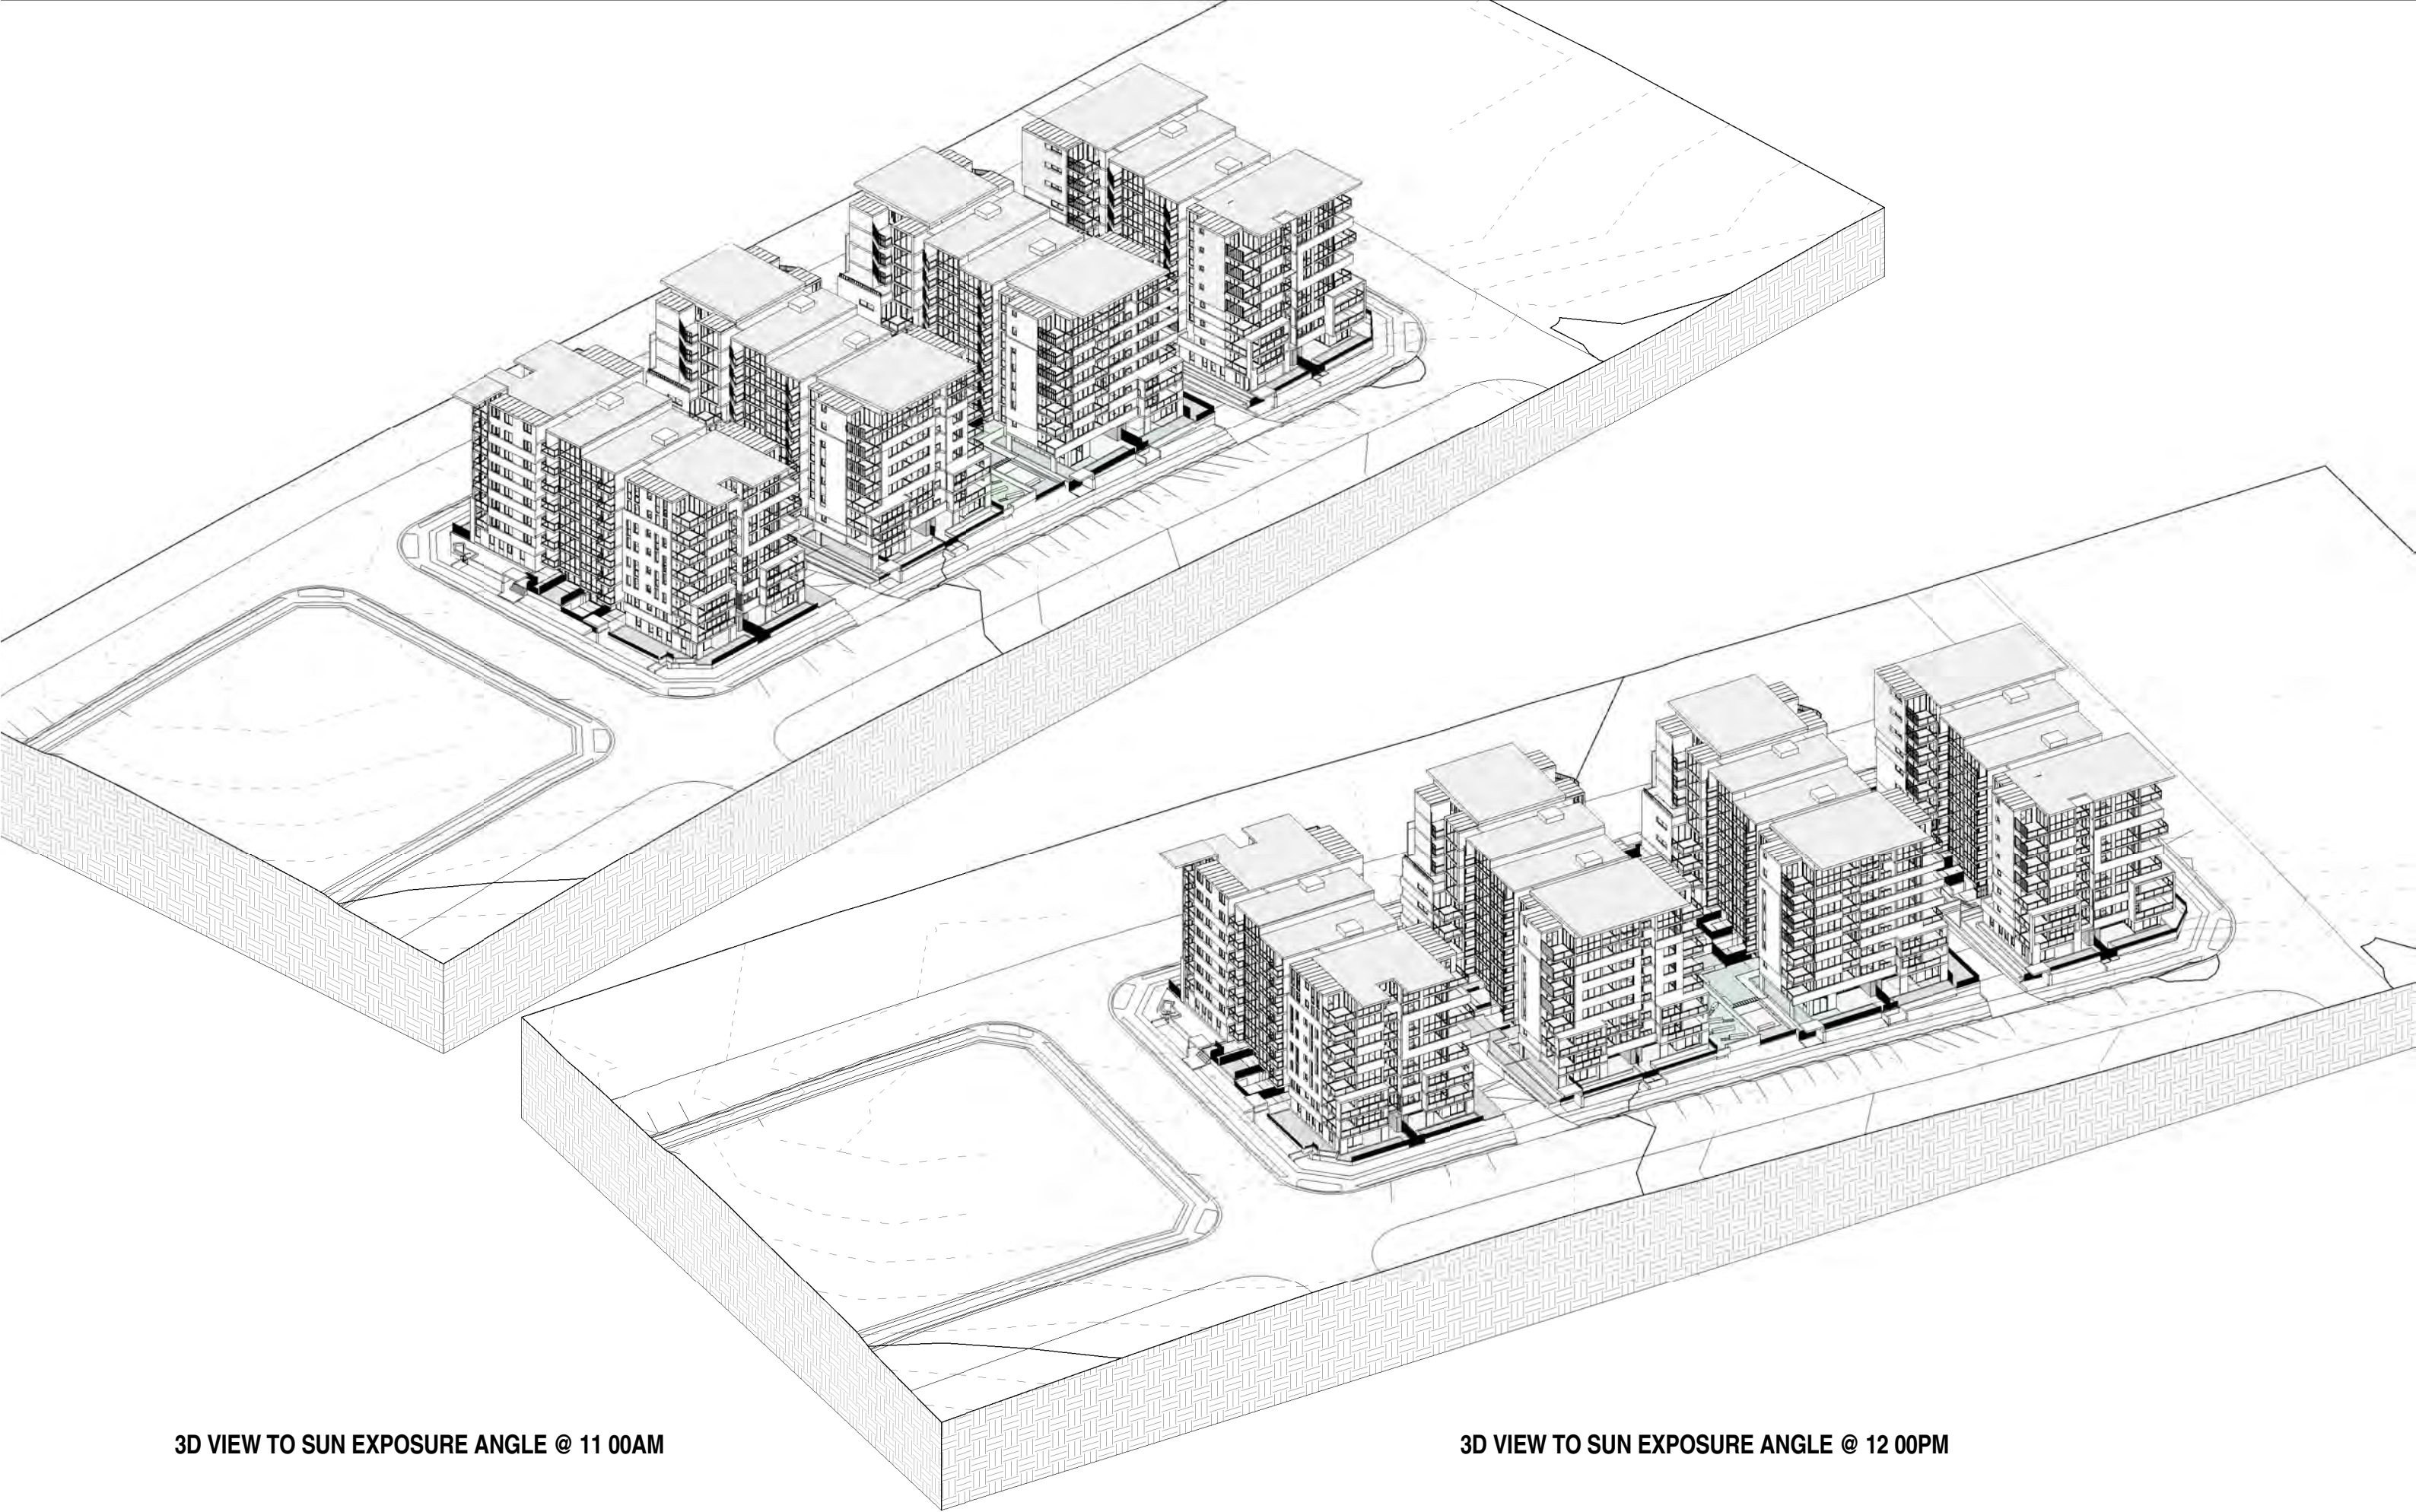 3D VIEW TO SUN EXPOSURE ANGLE @ 11 00AM
3D VIEW TO SUN EXPOSURE ANGLE @ 12 00PM